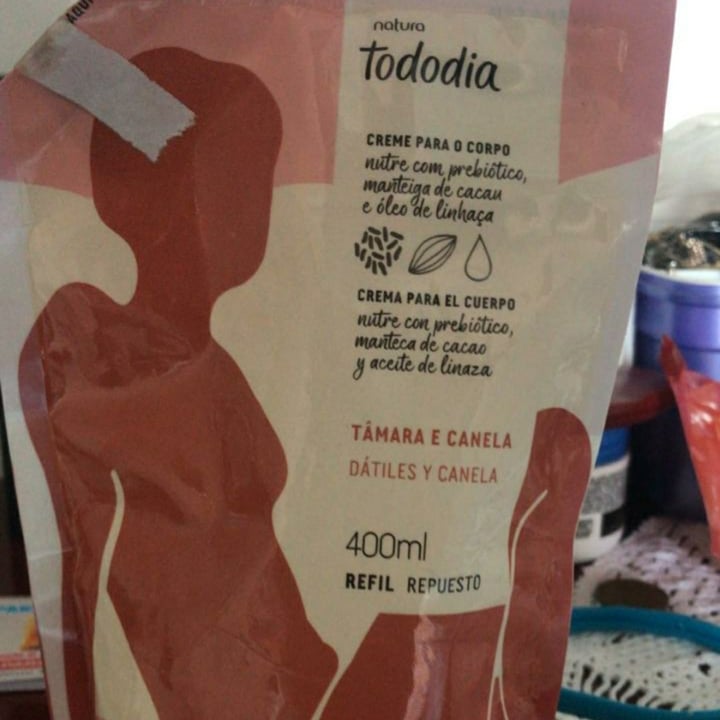 natura
tododia
CREME PARA O CORPO
nutre com prebiótico,
manteiga de cacau
e óleo de linhaça
CREMA PARA EL CUERPO
nutre con prebiótico,
manteca de cacao
y aceite de linaza
TÂMARA E CANELA
DÁTILES Y CANELA
400ml
REFIL REPUESTO